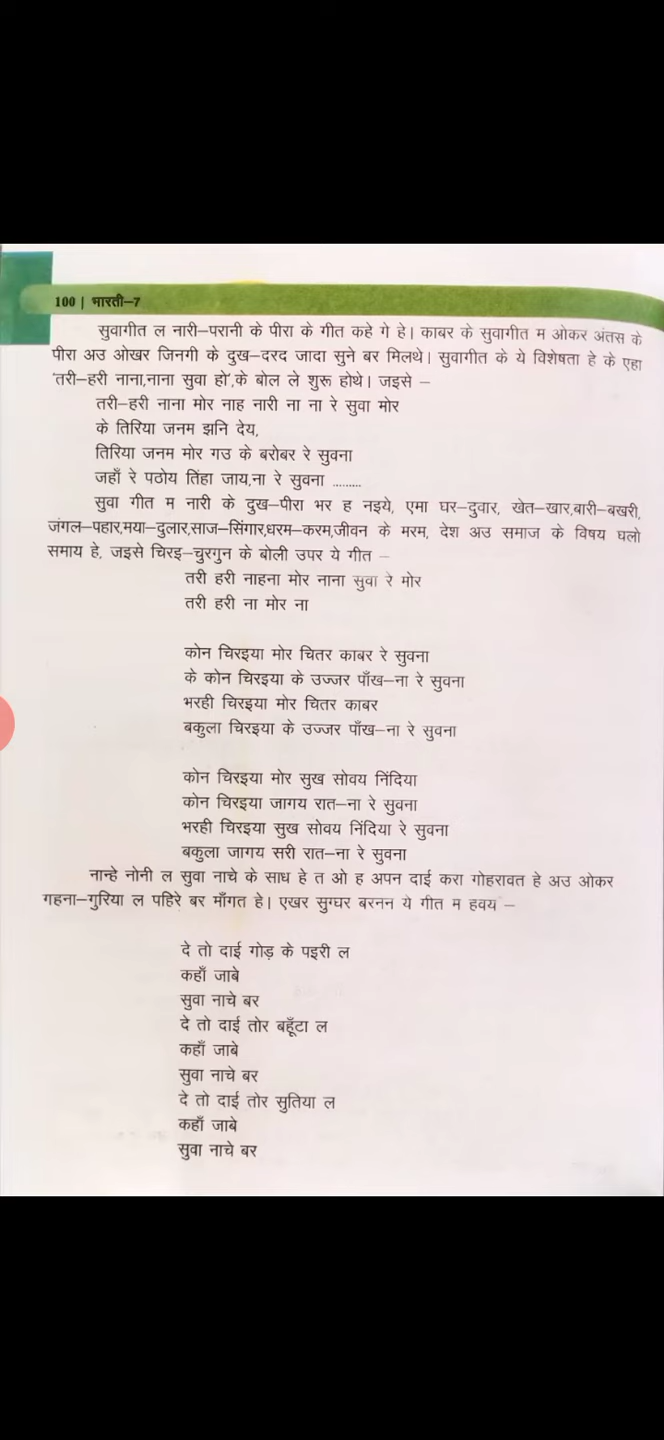 100 | भारती–7
सुवागीत ल नारी–परानी के पीरा के गीत कहे गे हे। काबर के सुवागीत म ओकर अंतस के
पीरा अउ ओखर जिनगी के दुख–दरद जादा सुने बर मिलथे। सुवागीत के ये विशेषता हे के एहा
'तरी–हरी नाना,नाना सुवा हो',के बोल ले शुरू होथे। जइसे –
तरी–हरी नाना मोर नाह नारी ना ना रे सुवा मोर
के तिरिया जनम झनि देय,
तिरिया जनम मोर गउ के बरोबर रे सुवना
जहाँ रे पठोय तिंहा जाय,ना रे सुवना .........
सुवा गीत म नारी के दुख–पीरा भर ह नइये, एमा घर–दुवार, खेत–खार,बारी–बखरी,
जंगल–पहार,मया–दुलार,साज–सिंगार,धरम–करम,जीवन के मरम, देश अउ समाज के विषय घलो
समाय हे, जइसे चिरइ–चुरगुन के बोली उपर ये गीत –
तरी हरी नाहना मोर नाना सुवा रे मोर
तरी हरी ना मोर ना
कोन चिरइया मोर चितर काबर रे सुवना
के कोन चिरइया के उज्जर पाँख–ना रे सुवना
भरही चिरइया मोर चितर काबर
बकुला चिरइया के उज्जर पाँख–ना रे सुवना
कोन चिरइया मोर सुख सोवय निंदिया
कोन चिरइया जागय रात–ना रे सुवना
भरही चिरइया सुख सोवय निंदिया रे सुवना
बकुला जागय सरी रात–ना रे सुवना
नान्हे नोनी ल सुवा नाचे के साध हे त ओ ह अपन दाई करा गोहरावत हे अउ ओकर
गहना–गुरिया ल पहिरे बर माँगत हे। एखर सुग्घर बरनन ये गीत म हवय –
दे तो दाई गोड़ के पइरी ल
कहाँ जाबे
सुवा नाचे बर
दे तो दाई तोर बहूँटा ल
कहाँ जाबे
सुवा नाचे बर
दे तो दाई तोर सुतिया ल
कहाँ जाबे
सुवा नाचे बर